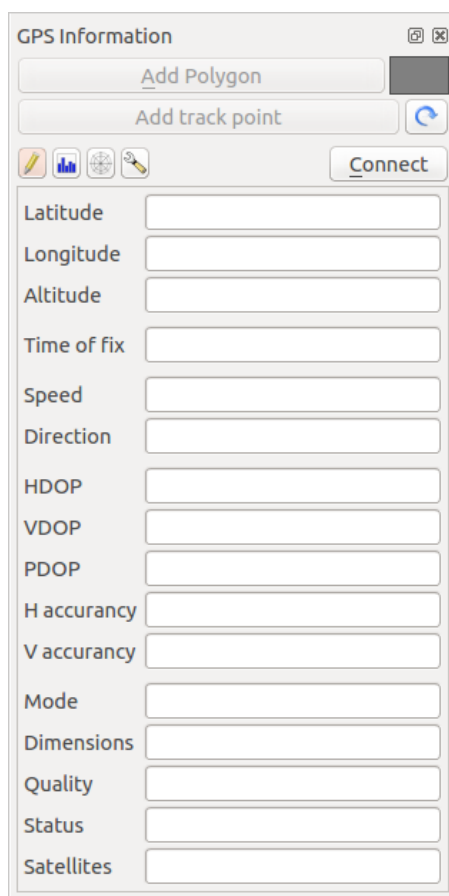 GPS Information
Add Polygon
Add track point
Connect
Latitude
Longitude
Altitude
Time of fix
Speed
Direction
HDOP
VDOP
PDOP
H accurancy
V accurancy
Mode
Dimensions
Quality
Status
Satellites